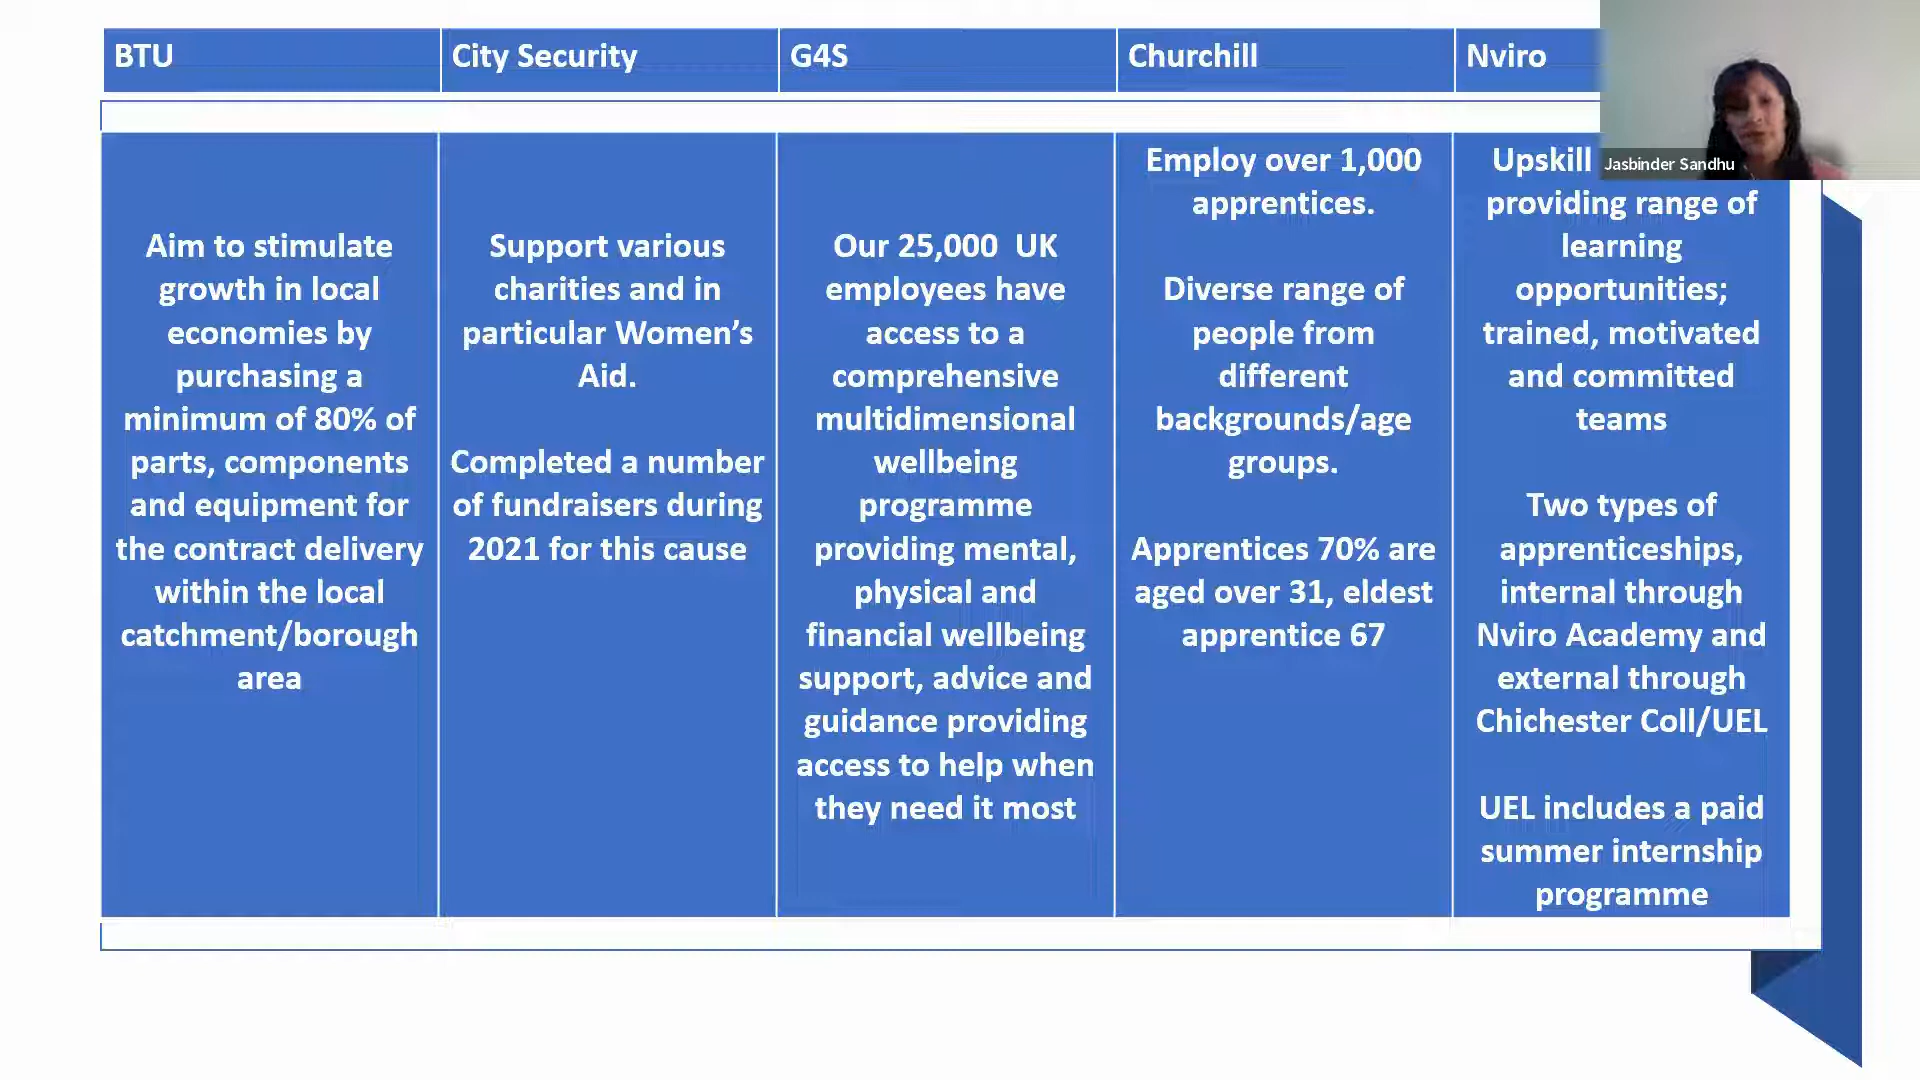 BTU
City Security
G4S
Churchill
Nviro
Jasbinder Sandhu
Aim to stimulate
growth in local
economies by
purchasing a
minimum of 80% of
parts, components
and equipment for
the contract delivery
within the local
catchment/borough
area
Support various
charities and in
particular Women’s
Aid.
Completed a number
of fundraisers during
2021 for this cause
Our 25,000 UK
employees have
access to a
comprehensive
multidimensional
wellbeing
programme
providing mental,
physical and
financial wellbeing
support, advice and
guidance providing
access to help when
they need it most
Employ over 1,000
apprentices.
Diverse range of
people from
different
backgrounds/age
groups.
Apprentices 70% are
aged over 31, eldest
apprentice 67
Upskill
providing range of
learning
opportunities;
trained, motivated
and committed
teams
Two types of
apprenticeships,
internal through
Nviro Academy and
external through
Chichester Coll/UEL
UEL includes a paid
summer internship
programme